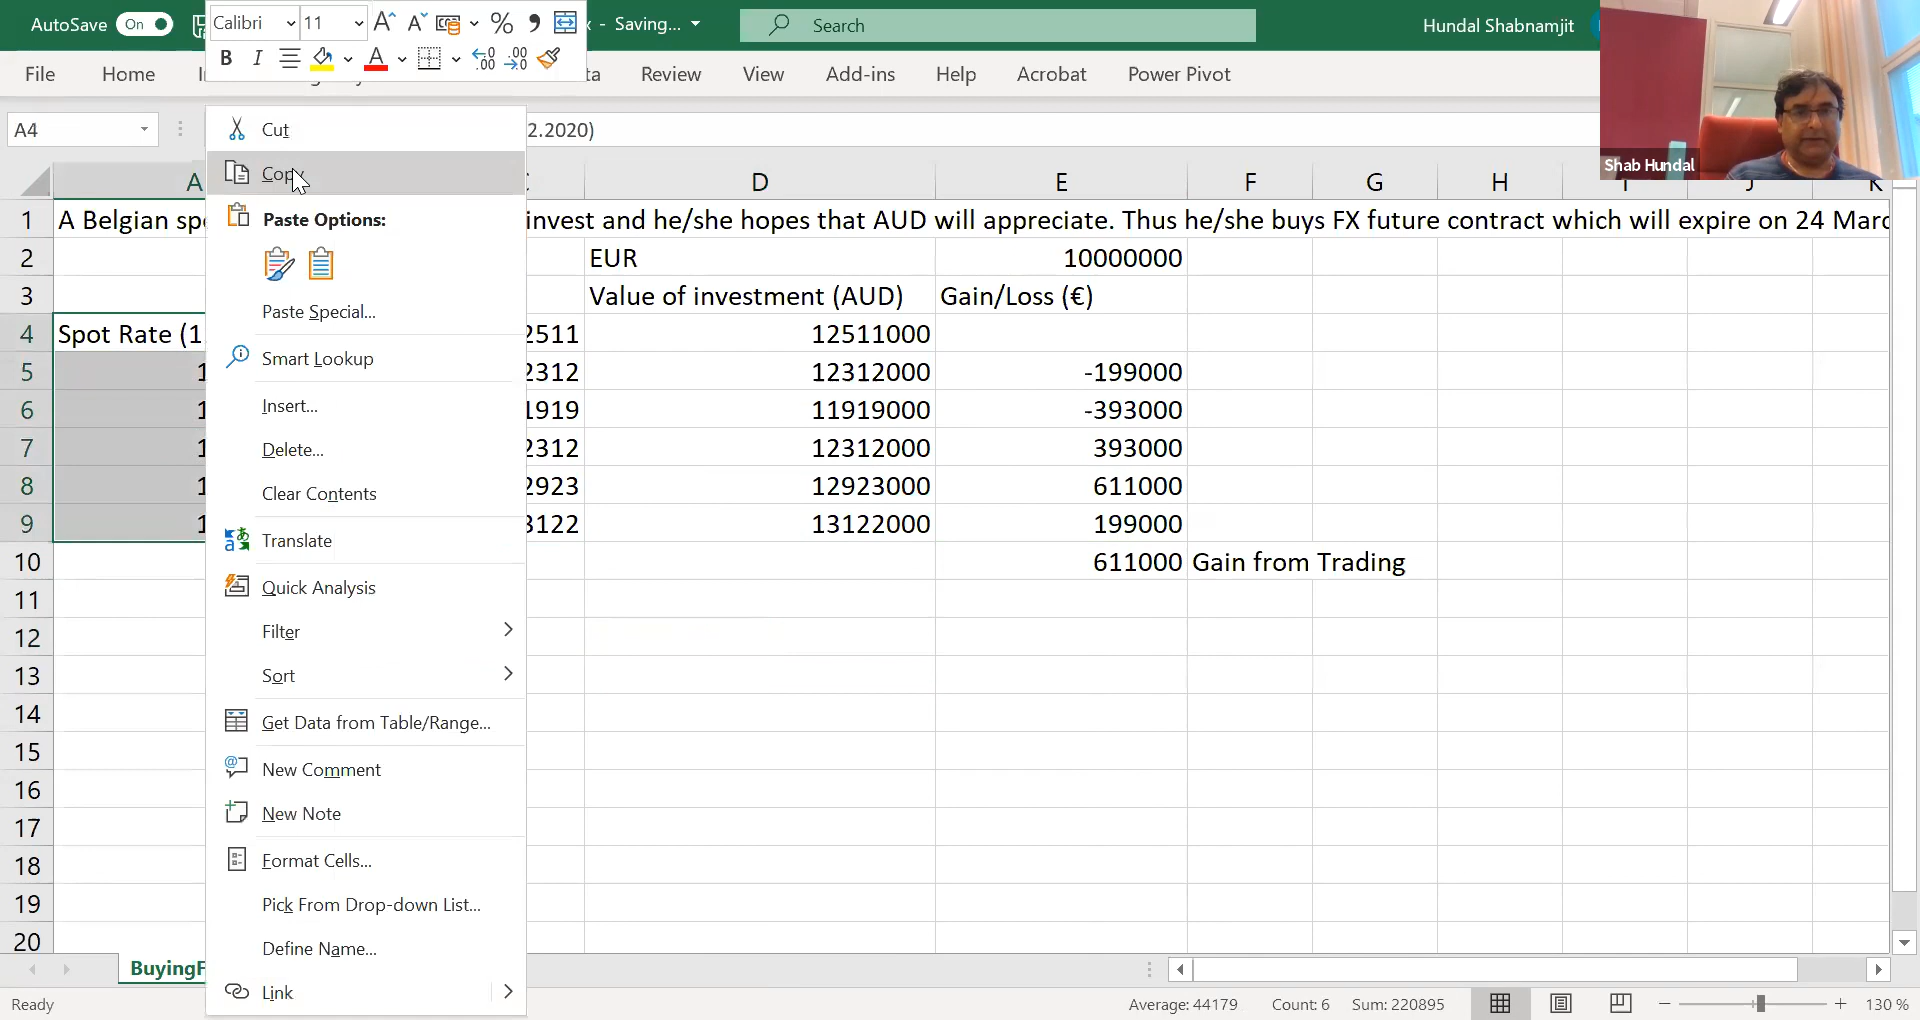 AutoSave On
- Saving...
Search
Hundal Shabnamjit
Calibri 11
File Home Review View Add-ins Help Acrobat Power Pivot
A4
2.2020)
Shab Hundal
A D E F G H
1 A Belgian invest and he/she hopes that AUD will appreciate. Thus he/she buys FX future contract which will expire on 24
2 EUR 10000000
3 Value of investment (AUD) Gain/Loss (€)
4 Spot Rate (1 2511 12511000
5 1 2312 12312000 -199000
6 1 1919 11919000 -393000
7 1 2312 12312000 393000
8 1 2923 12923000 611000
9 1 3122 13122000 199000
10 611000 Gain from Trading
11
12
13
14
15
16
17
18
19
20
Cut
Copy
Paste Options:
Paste Special...
Smart Lookup
Insert...
Delete...
Clear Contents
Translate
Quick Analysis
Filter
Sort
Get Data from Table/Range...
New Comment
New Note
Format Cells...
Pick From Drop-down List...
Define Name...
Link
BuyingF
Ready
Average: 44179 Count: 6 Sum: 220895
130 %